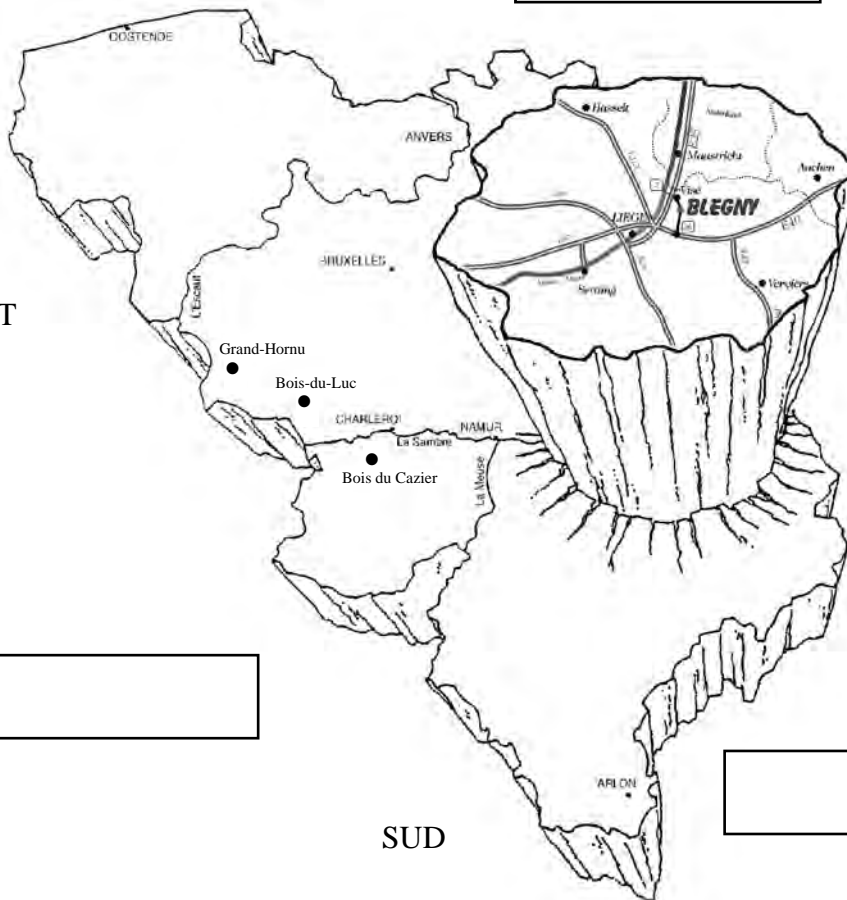 OOSTENDE
ANVERS
Hasselt
Maastricht
Aachen
Visé
BLEGNY
LIEGE
E40
Seraing
Verviers
BRUXELLES
L'Escaut
T
Grand-Hornu
Bois-du-Luc
CHARLEROI
NAMUR
La Sambre
Bois du Cazier
La Meuse
ARLON
SUD